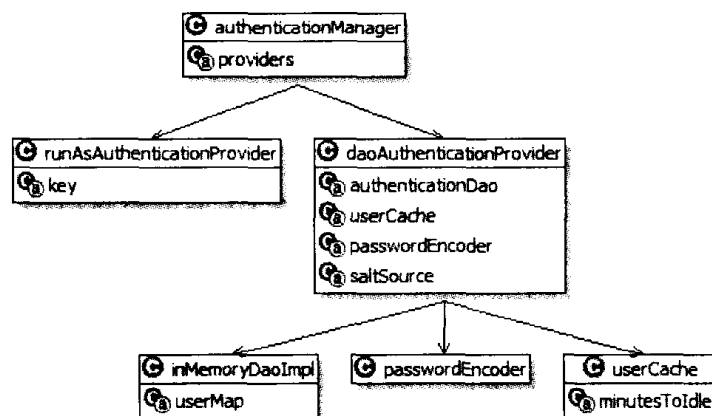 authenticationManager
providers
runAsAuthenticationProvider
key
daoAuthenticationProvider
authenticationDao
userCache
passwordEncoder
saltSource
inMemoryDaoImpl
userMap
passwordEncoder
userCache
minutesToIdle